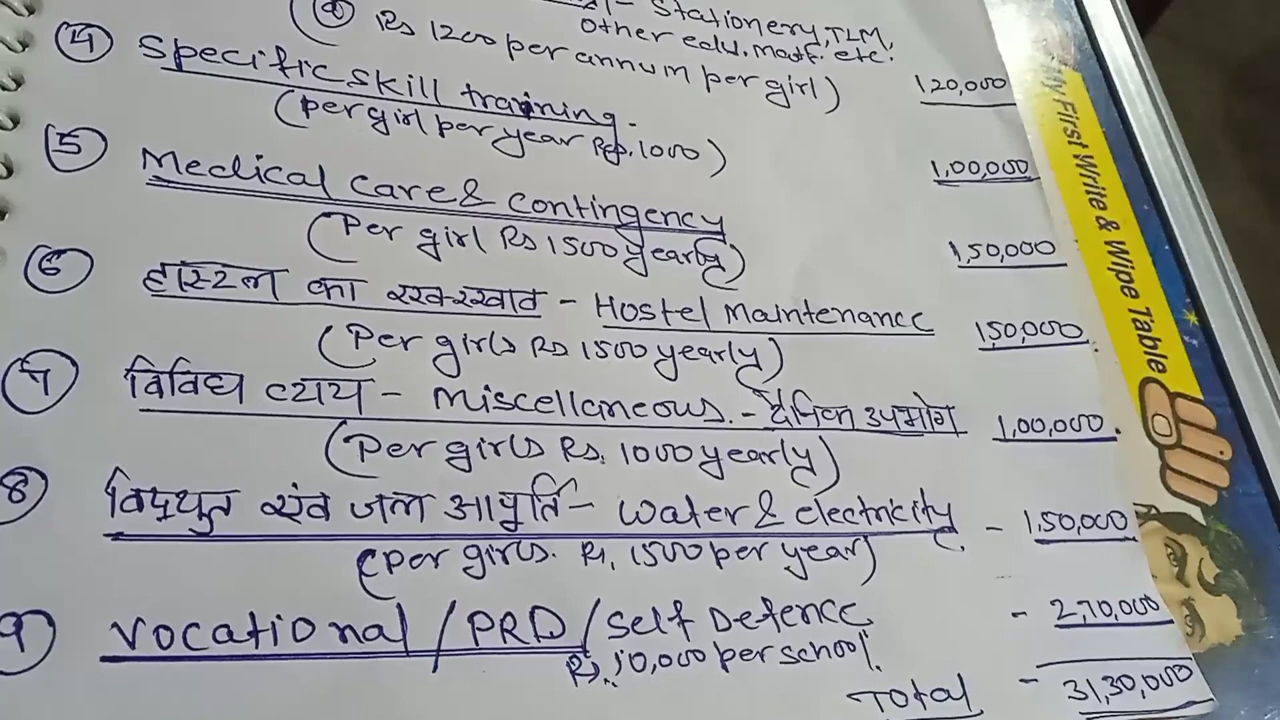 Stationery, TLM,
Other edu. Mat. etc.
Rs 1200 per annum per girl) 120,000
④ Specific skill training.
(per girl per year Rs. 1000) 1,00,000
⑤ Medical Care & Contingency
(Per girl Rs 1500 yearly) 1,50,000
⑥ हॉस्टल का रखरखाव - Hostel Maintenance
(Per girls Rs 1500 yearly) 1,50,000
7 विविध व्यय - Miscellaneous. - दैनिक उपभोग 1,00,000.
(Per girls Rs. 1000 yearly)
⑧ विद्युत एंव जल आपूर्ति - Water & electricity - 1,50,000
(per girls. Rs. 1500 per year)
9 Vocational / PRD / Self Defence - 2,70,000
Rs. 10,000 per school.
Total - 31,30,000
My First Write & Wipe Table